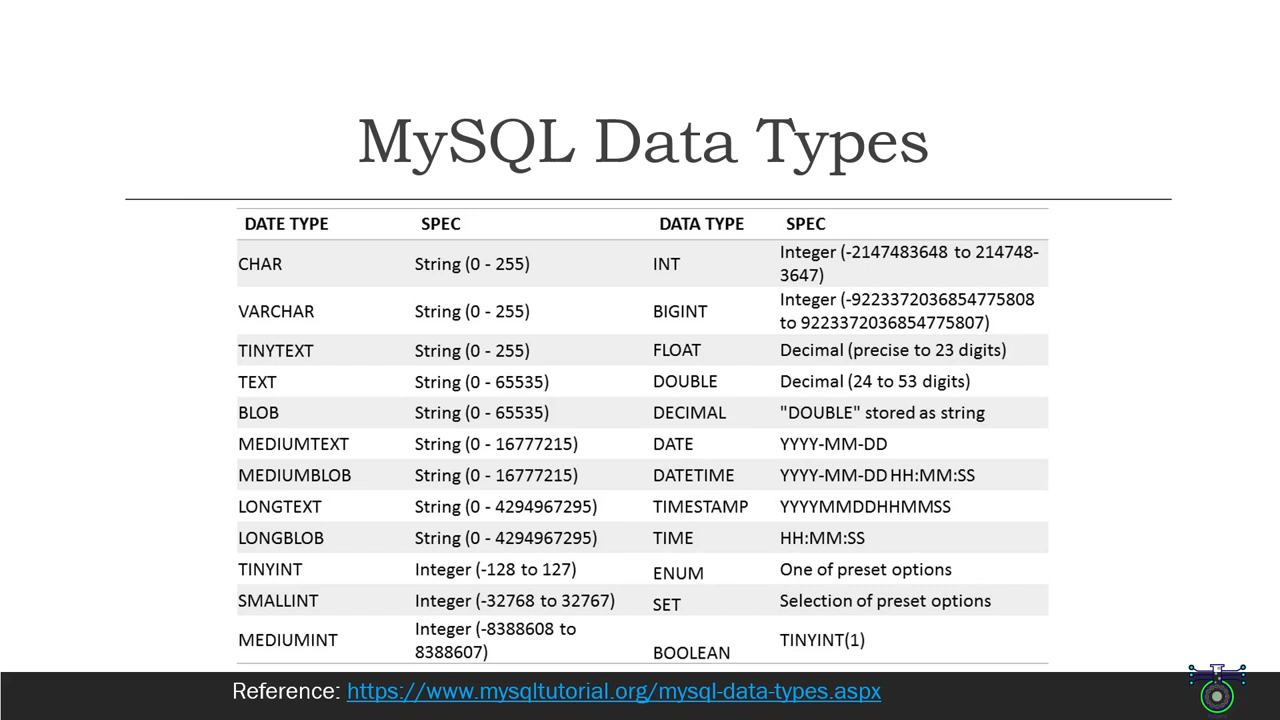 MySQL Data Types
DATE TYPE SPEC DATA TYPE SPEC
CHAR String (0 - 255) INT Integer (-2147483648 to 214748-
3647)
VARCHAR String (0 - 255) BIGINT Integer (-9223372036854775808
to 9223372036854775807)
TINYTEXT String (0 - 255) FLOAT Decimal (precise to 23 digits)
TEXT String (0 - 65535) DOUBLE Decimal (24 to 53 digits)
BLOB String (0 - 65535) DECIMAL "DOUBLE" stored as string
MEDIUMTEXT String (0 - 16777215) DATE YYYY-MM-DD
MEDIUMBLOB String (0 - 16777215) DATETIME YYYY-MM-DD HH:MM:SS
LONGTEXT String (0 - 4294967295) TIMESTAMP YYYYMMDDHHMMSS
LONGBLOB String (0 - 4294967295) TIME HH:MM:SS
TINYINT Integer (-128 to 127) ENUM One of preset options
SMALLINT Integer (-32768 to 32767) SET Selection of preset options
MEDIUMINT Integer (-8388608 to
8388607) BOOLEAN TINYINT(1)
Reference: https://www.mysqltutorial.org/mysql-data-types.aspx